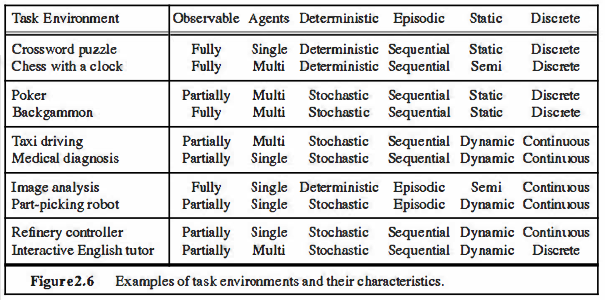 Task Environment Observable Agents Deterministic Episodic Static Discrete
Crossword puzzle Fully Single Deterministic Sequential Static Discrete
Chess with a clock Fully Multi Deterministic Sequential Semi Discrete
Poker Partially Multi Stochastic Sequential Static Discrete
Backgammon Fully Multi Stochastic Sequential Static Discrete
Taxi driving Partially Multi Stochastic Sequential Dynamic Continuous
Medical diagnosis Partially Single Stochastic Sequential Dynamic Continuous
Image analysis Fully Single Deterministic Episodic Semi Continuous
Part-picking robot Partially Single Stochastic Episodic Dynamic Continuous
Refinery controller Partially Single Stochastic Sequential Dynamic Continuous
Interactive English tutor Partially Multi Stochastic Sequential Dynamic Discrete
Figure 2.6 Examples of task environments and their characteristics.